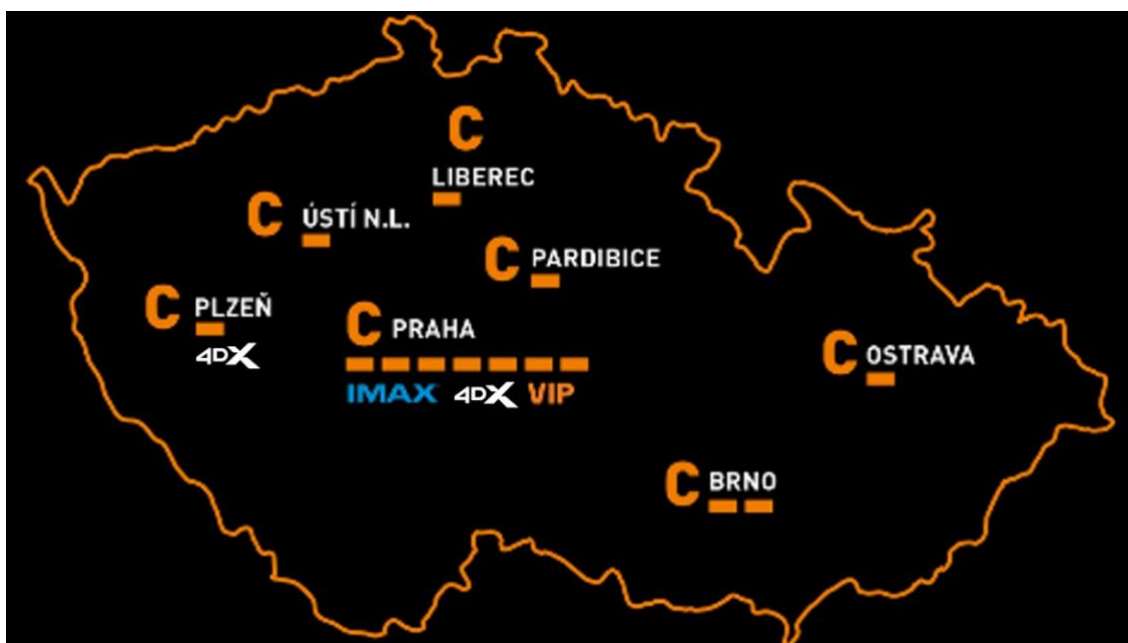 C
LIBEREC
C ÚSTÍ N.L.
C PARDIBICE
C PLZEŇ
4DX
C PRAHA
IMAX 4DX VIP
C OSTRAVA
C BRNO